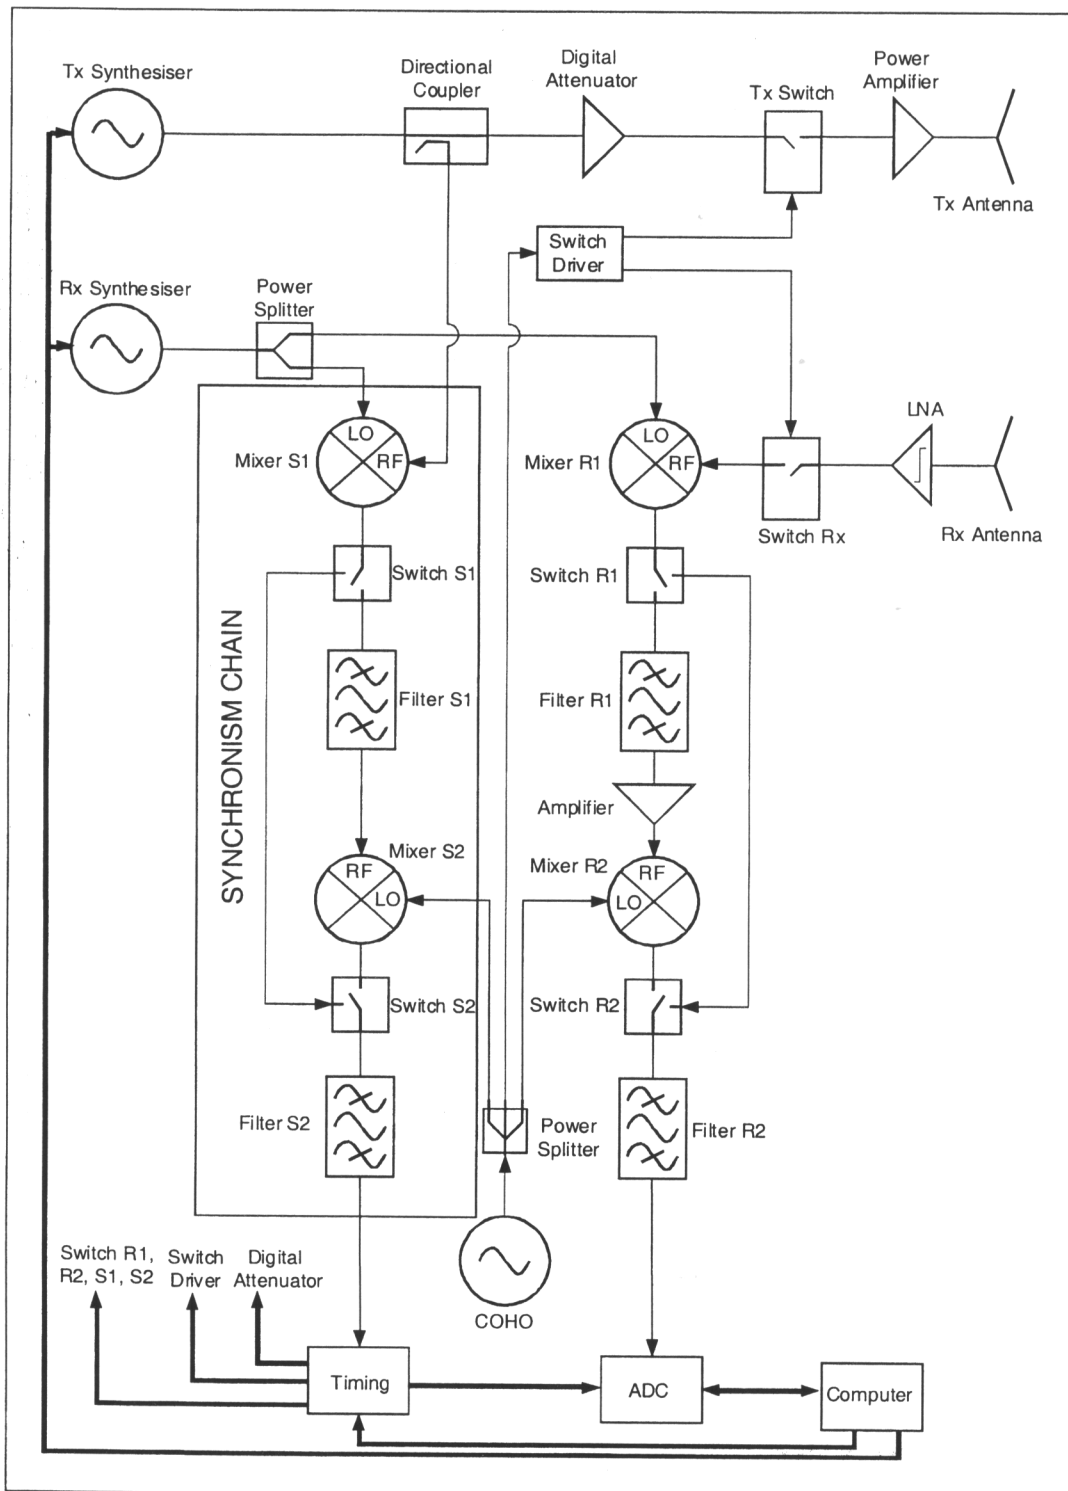 Tx Synthesiser
Directional
Coupler
Digital
Attenuator
Tx Switch
Power
Amplifier
Tx Antenna
Switch
Driver
Rx Synthesiser
Power
Splitter
LO
RF
Mixer S1
LO
RF
Mixer R1
LNA
Switch Rx
Rx Antenna
Switch S1
Switch R1
SYNCHRONISM CHAIN
Filter S1
Filter R1
Amplifier
Mixer S2
RF
LO
Mixer R2
RF
LO
Switch S2
Switch R2
Filter S2
Power
Splitter
Filter R2
COHO
Switch R1,
R2, S1, S2
Switch
Driver
Digital
Attenuator
Timing
ADC
Computer